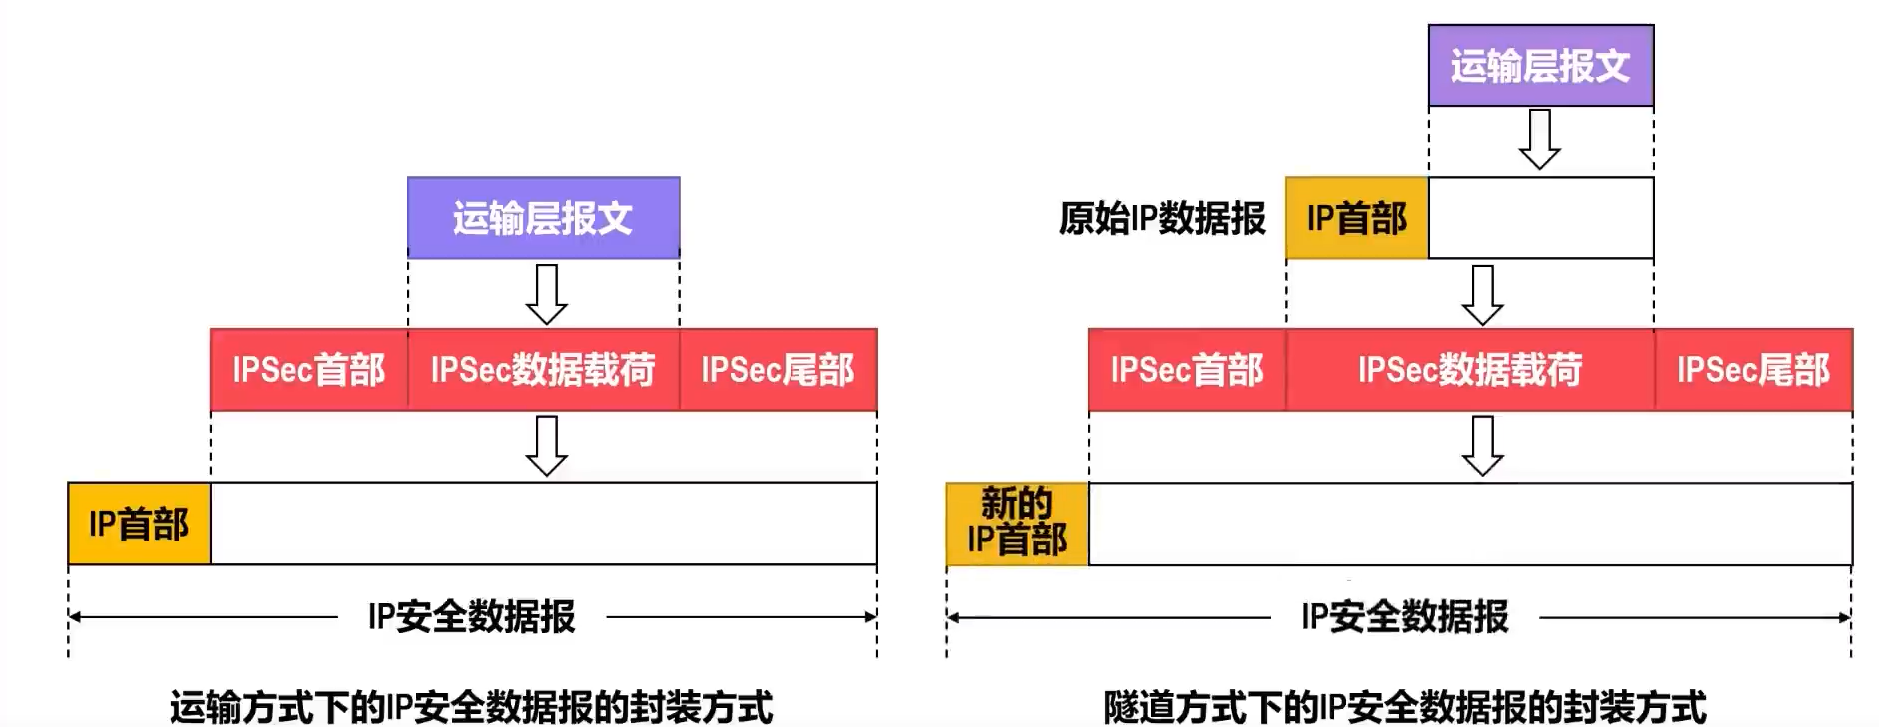 运输层报文
IPSec首部
IPSec数据载荷
IPSec尾部
IP首部
IP安全数据报
运输方式下的IP安全数据报的封装方式
运输层报文
原始IP数据报
IP首部
IPSec首部
IPSec数据载荷
IPSec尾部
新的
IP首部
IP安全数据报
隧道方式下的IP安全数据报的封装方式